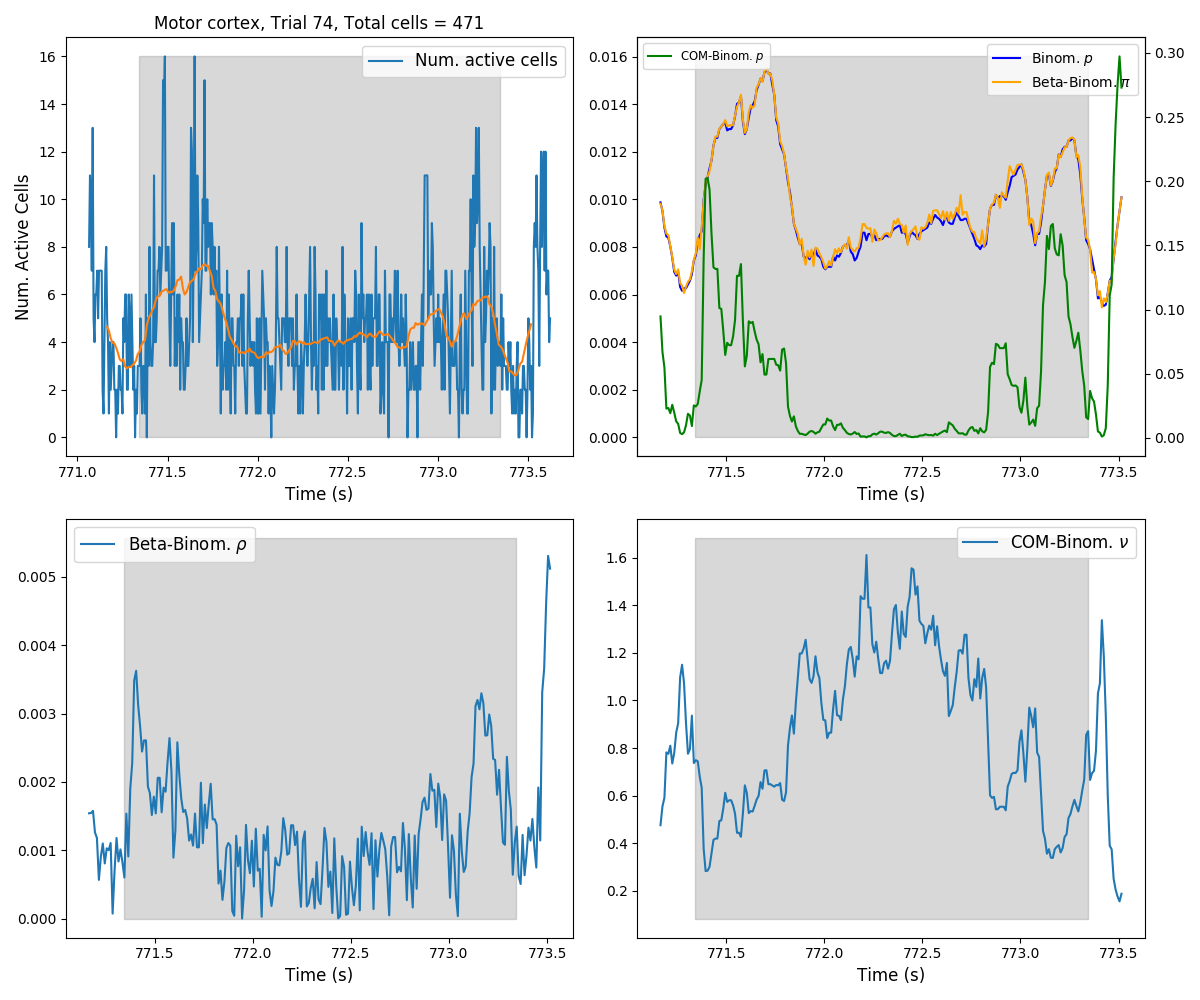 Motor cortex, Trial 74, Total cells = 471
Num. active cells
16
14
12
10
8
6
4
2
0
Num. Active Cells
771.0 771.5 772.0 772.5 773.0 773.5
Time (s)
COM-Binom. p
Binom. p
Beta-Binom. π
0.016
0.014
0.012
0.010
0.008
0.006
0.004
0.002
0.000
0.30
0.25
0.20
0.15
0.10
0.05
0.00
771.5 772.0 772.5 773.0 773.5
Time (s)
Beta-Binom. ρ
0.005
0.004
0.003
0.002
0.001
0.000
771.5 772.0 772.5 773.0 773.5
Time (s)
COM-Binom. ν
1.6
1.4
1.2
1.0
0.8
0.6
0.4
0.2
771.5 772.0 772.5 773.0 773.5
Time (s)